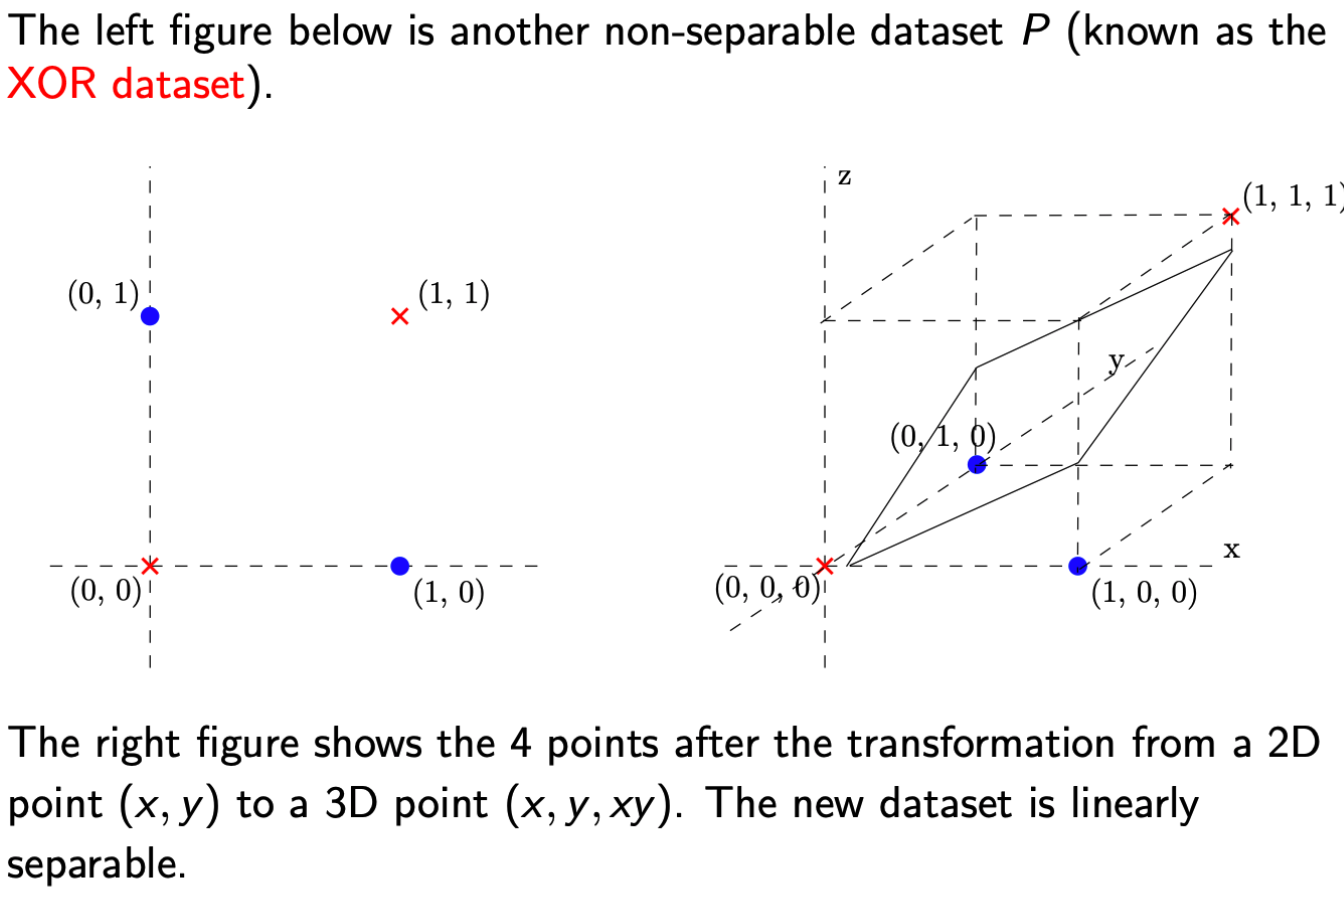 The left figure below is another non-separable dataset P (known as the
XOR dataset).
z
(1, 1, 1)
(0, 1)
(1, 1)
y
(0, 1, 0)
x
(0, 0)
(1, 0)
(0, 0, 0)
(1, 0, 0)
The right figure shows the 4 points after the transformation from a 2D
point (x, y) to a 3D point (x, y, xy). The new dataset is linearly
separable.